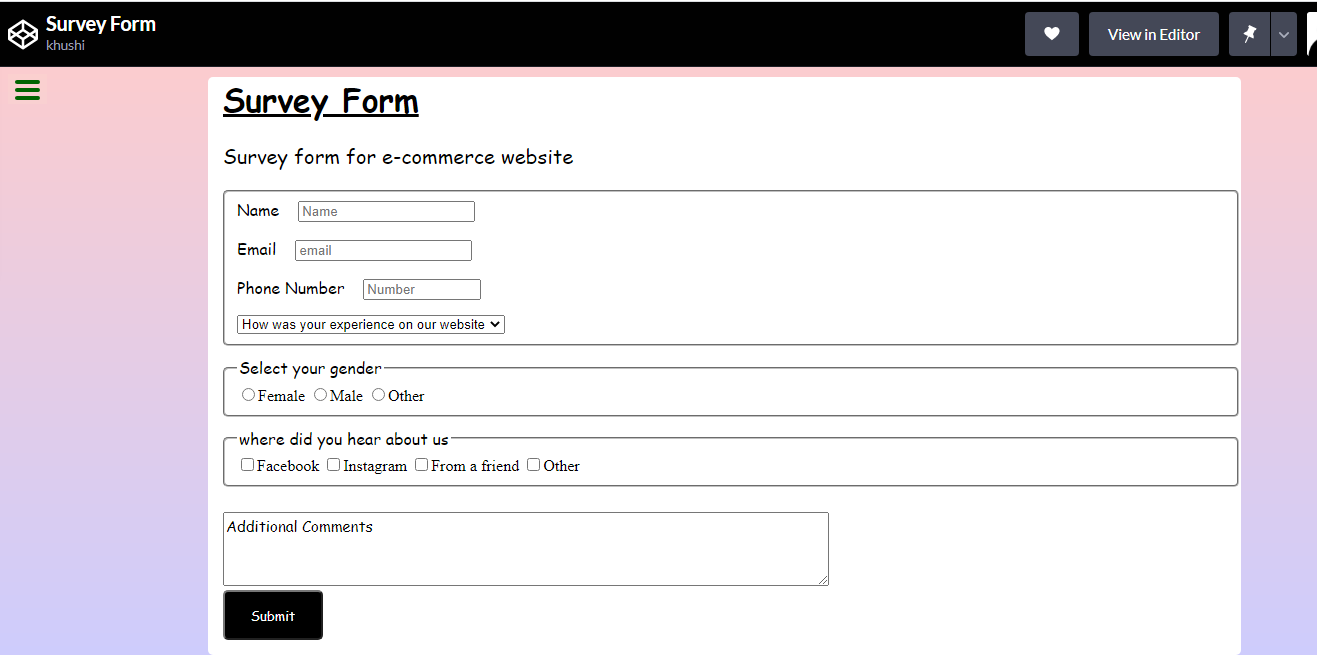 Survey Form
khushi
View in Editor
Survey Form
Survey form for e-commerce website
Name Name
Email email
Phone Number Number
How was your experience on our website
Select your gender
Female Male Other
where did you hear about us
Facebook Instagram From a friend Other
Additional Comments
Submit